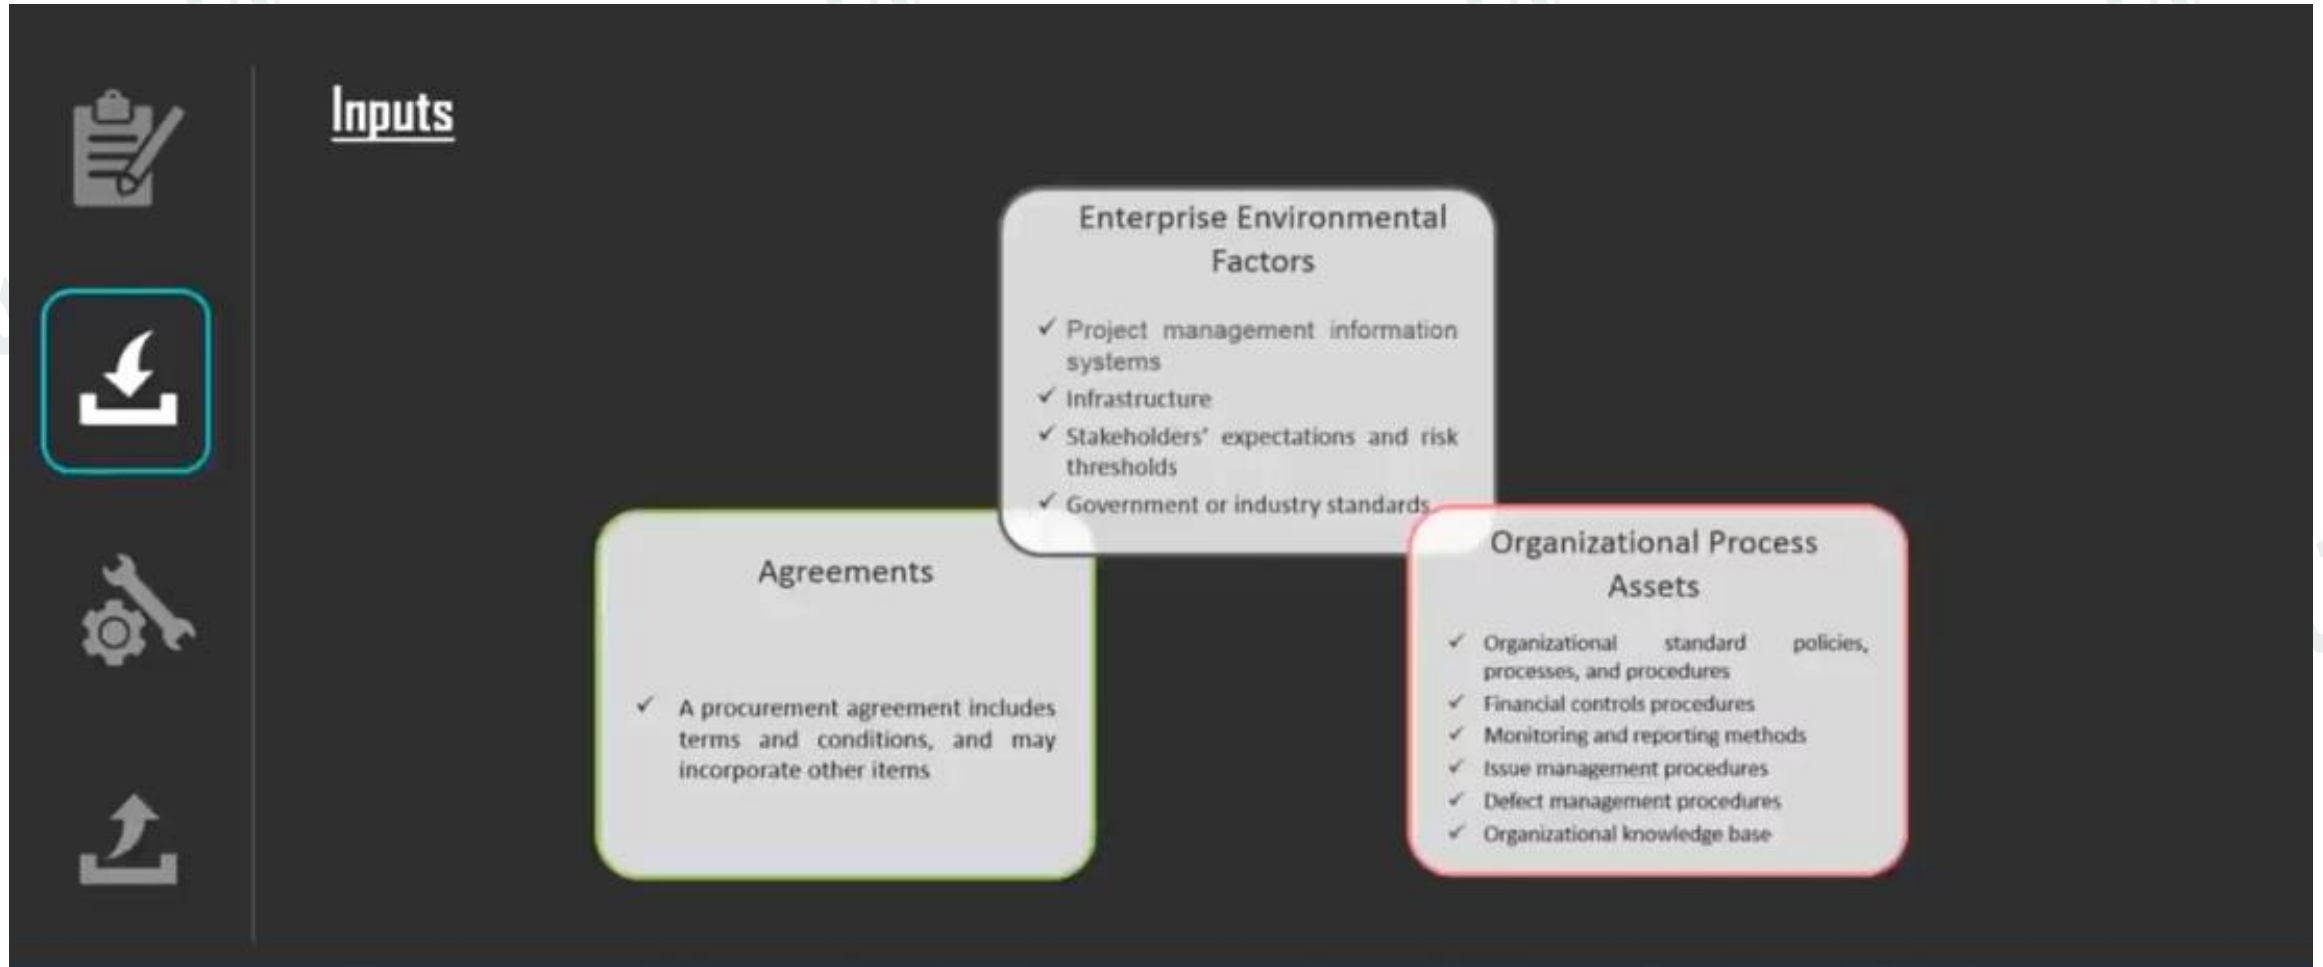 Inputs
Enterprise Environmental
Factors
✓ Project management information
systems
✓ Infrastructure
✓ Stakeholders' expectations and risk
thresholds
✓ Government or industry standards
Agreements
✓ A procurement agreement includes
terms and conditions, and may
incorporate other items
Organizational Process
Assets
✓ Organizational standard policies,
processes, and procedures
✓ Financial controls procedures
✓ Monitoring and reporting methods
✓ Issue management procedures
✓ Defect management procedures
✓ Organizational knowledge base